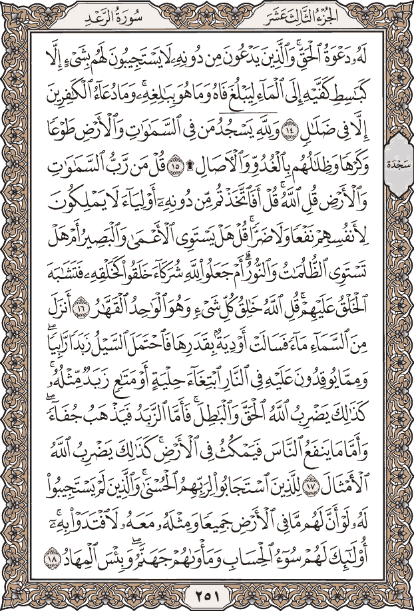 الجزء الثالث عشر
سورة الرعد
لَهُۥ دَعْوَةُ ٱلْحَقِّ ۖ وَٱلَّذِينَ يَدْعُونَ مِن دُونِهِۦ لَا يَسْتَجِيبُونَ لَهُم بِشَىْءٍ إِلَّا
كَبَٰسِطِ كَفَّيْهِ إِلَى ٱلْمَآءِ لِيَبْلُغَ فَاهُ وَمَا هُوَ بِبَٰلِغِهِۦ ۚ وَمَا دُعَآءُ ٱلْكَٰفِرِينَ
إِلَّا فِى ضَلَٰلٍ ١٤ وَلِلَّهِ يَسْجُدُ مَن فِى ٱلسَّمَٰوَٰتِ وَٱلْأَرْضِ طَوْعًا
وَكَرْهًا وَظِلَٰلُهُم بِٱلْغُدُوِّ وَٱلْءَاصَالِ ۩ ١٥ قُلْ مَن رَّبُّ ٱلسَّمَٰوَٰتِ
سجدة
وَٱلْأَرْضِ قُلِ ٱللَّهُ ۚ قُلْ أَفَٱتَّخَذْتُم مِّن دُونِهِۦٓ أَوْلِيَآءَ لَا يَمْلِكُونَ
لِأَنفُسِهِمْ نَفْعًا وَلَا ضَرًّا ۚ قُلْ هَلْ يَسْتَوِى ٱلْأَعْمَىٰ وَٱلْبَصِيرُ أَمْ هَلْ
تَسْتَوِى ٱلظُّلُمَٰتُ وَٱلنُّورُ ۗ أَمْ جَعَلُوا۟ لِلَّهِ شُرَكَآءَ خَلَقُوا۟ كَخَلْقِهِۦ فَتَشَٰبَهَ
ٱلْخَلْقُ عَلَيْهِمْ ۚ قُلِ ٱللَّهُ خَٰلِقُ كُلِّ شَىْءٍ وَهُوَ ٱلْوَٰحِدُ ٱلْقَهَّٰرُ ١٦ أَنزَلَ
مِنَ ٱلسَّمَآءِ مَآءً فَسَالَتْ أَوْدِيَةٌۢ بِقَدَرِهَا فَٱحْتَمَلَ ٱلسَّيْلُ زَبَدًا رَّابِيًا ۚ
وَمِمَّا يُوقِدُونَ عَلَيْهِ فِى ٱلنَّارِ ٱبْتِغَآءَ حِلْيَةٍ أَوْ مَتَٰعٍ زَبَدٌ مِّثْلُهُۥ ۚ
كَذَٰلِكَ يَضْرِبُ ٱللَّهُ ٱلْحَقَّ وَٱلْبَٰطِلَ ۚ فَأَمَّا ٱلزَّبَدُ فَيَذْهَبُ جُفَآءً ۖ
وَأَمَّا مَا يَنفَعُ ٱلنَّاسَ فَيَمْكُثُ فِى ٱلْأَرْضِ ۚ كَذَٰلِكَ يَضْرِبُ ٱللَّهُ
ٱلْأَمْثَالَ ١٧ لِلَّذِينَ ٱسْتَجَابُوا۟ لِرَبِّهِمُ ٱلْحُسْنَىٰ ۚ وَٱلَّذِينَ لَمْ يَسْتَجِيبُوا۟
لَهُۥ لَوْ أَنَّ لَهُم مَّا فِى ٱلْأَرْضِ جَمِيعًا وَمِثْلَهُۥ مَعَهُۥ لَٱفْتَدَوْا۟ بِهِۦٓ ۚ
أُو۟لَٰٓئِكَ لَهُمْ سُوٓءُ ٱلْحِسَابِ وَمَأْوَىٰهُمْ جَهَنَّمُ ۖ وَبِئْسَ ٱلْمِهَادُ ١٨
٢٥١